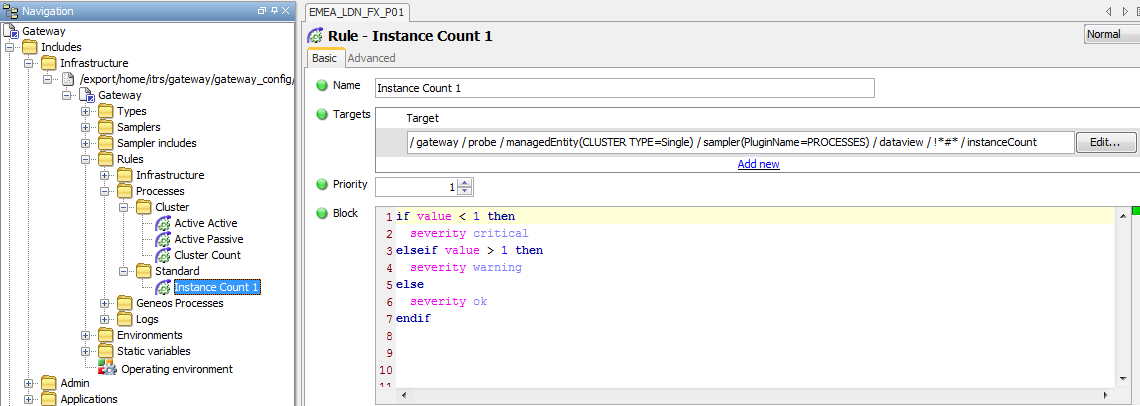 Navigation
Gateway
Includes
Infrastructure
/export/home/itrs/gateway/gateway_config/
Gateway
Types
Samplers
Sampler includes
Rules
Infrastructure
Processes
Cluster
Active Active
Active Passive
Cluster Count
Standard
Instance Count 1
Geneos Processes
Logs
Environments
Static variables
Operating environment
Admin
Applications
EMEA_LDN_FX_P01
Rule - Instance Count 1
Normal
Basic Advanced
Name Instance Count 1
Targets Target
/ gateway / probe / managedEntity(CLUSTER TYPE=Single) / sampler(PluginName=PROCESSES) / dataview / !*#* / instanceCount Edit...
Add new
Priority 1
Block
1 if value < 1 then
2 severity critical
3 elseif value > 1 then
4 severity warning
5 else
6 severity ok
7 endif
8
9
10
11